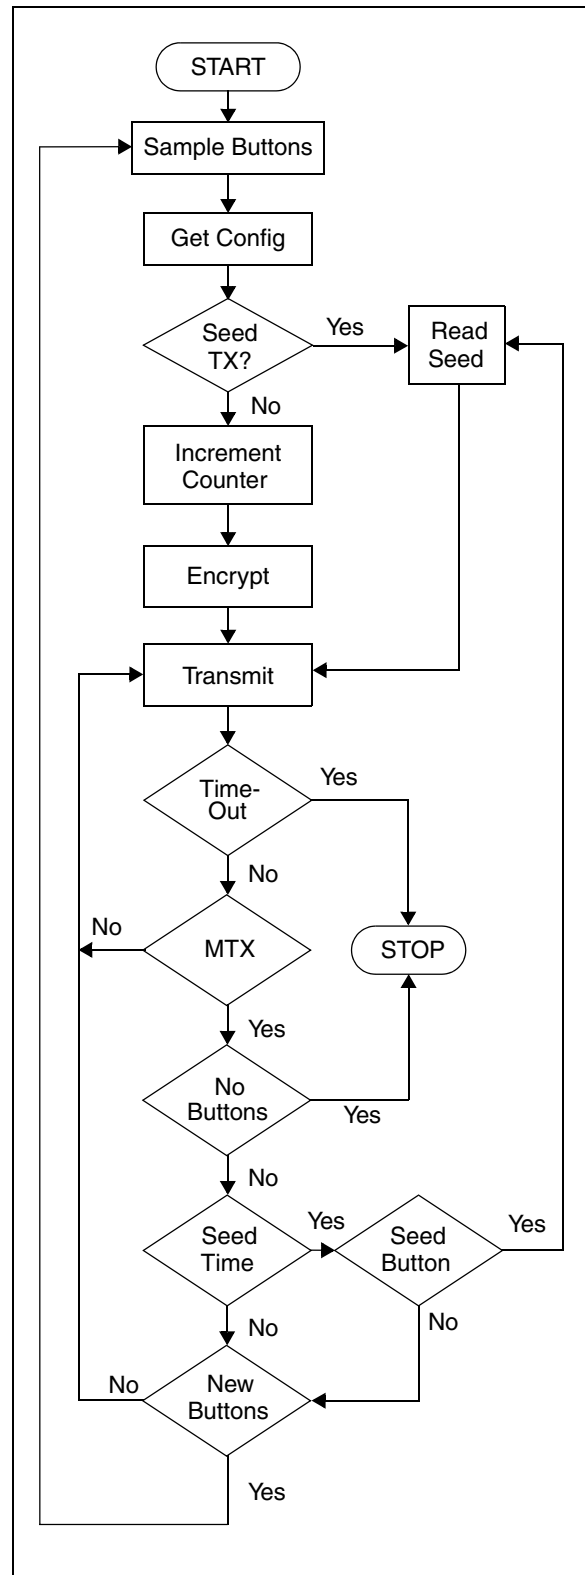 START
Sample Buttons
Get Config
Seed
TX?
Yes
Read
Seed
No
Increment
Counter
Encrypt
Transmit
Time-
Out
Yes
No
No
MTX
STOP
Yes
No
Buttons
Yes
No
Seed
Time
Yes
Seed
Button
Yes
No
No
No
New
Buttons
Yes